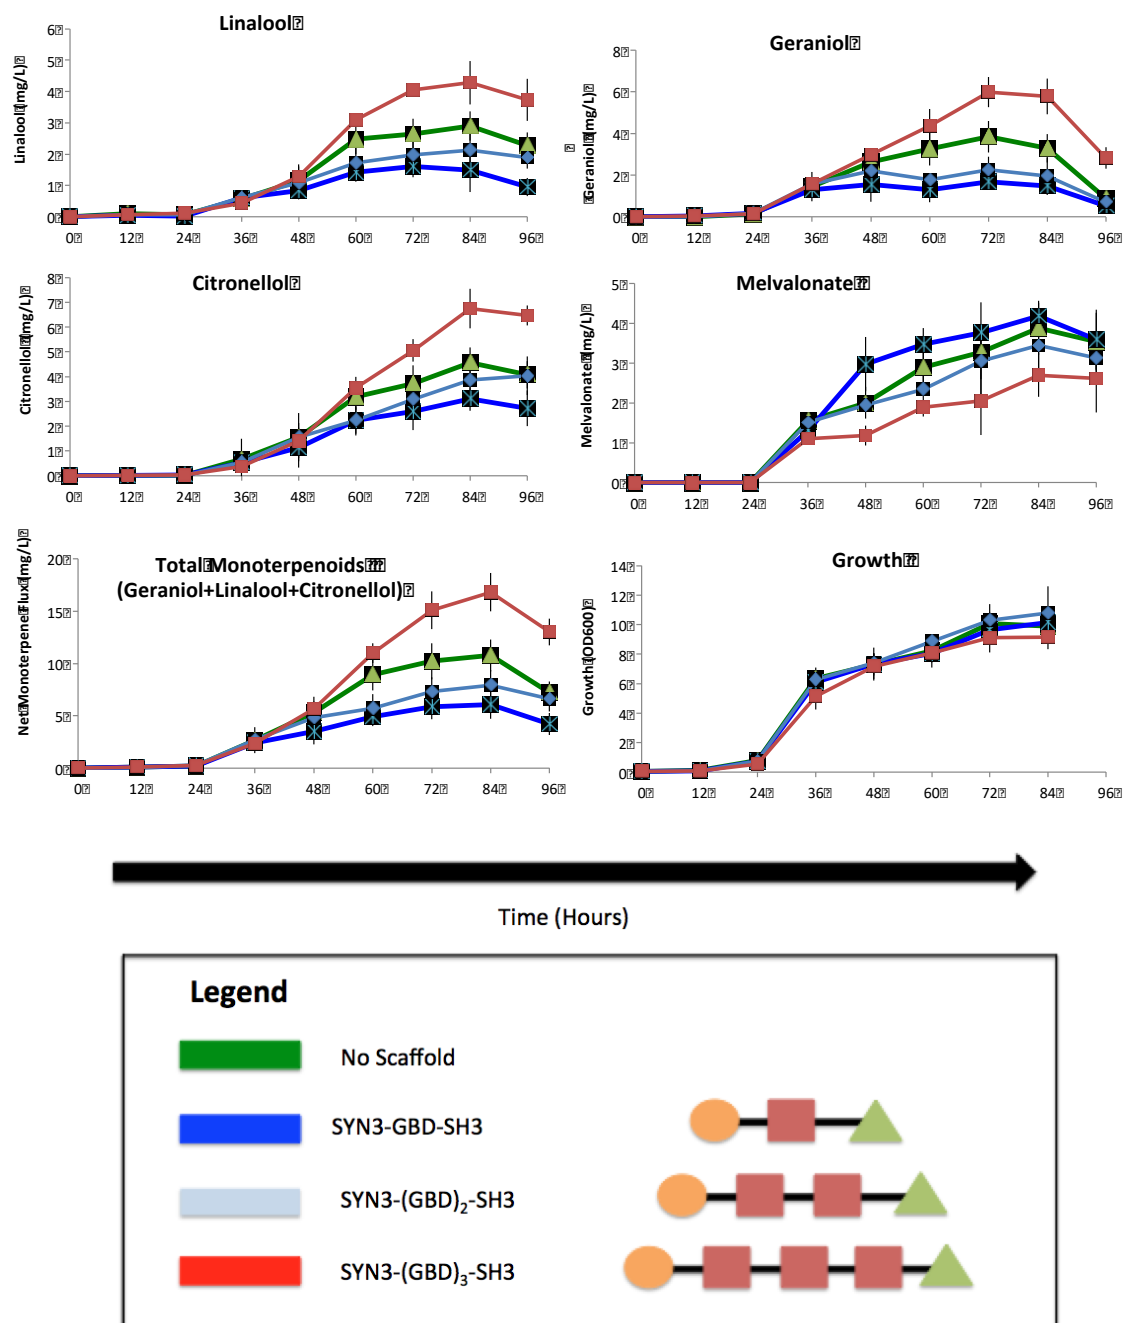 Linalool
Linalool (mg/L)
6
5
4
3
2
1
0
0 12 24 36 48 60 72 84 96
Geraniol
Geraniol (mg/L)
8
6
4
2
0
0 12 24 36 48 60 72 84 96
Citronellol
Citronellol (mg/L)
8
7
6
5
4
3
2
1
0
0 12 24 36 48 60 72 84 96
Melvalonate
Melvalonate (mg/L)
5
4
3
2
1
0
0 12 24 36 48 60 72 84 96
Total Monoterpenoids
(Geraniol+Linalool+Citronellol)
Net Monoterpene Flux (mg/L)
20
15
10
5
0
0 12 24 36 48 60 72 84 96
Growth
Growth (OD600)
14
12
10
8
6
4
2
0
0 12 24 36 48 60 72 84 96
Time (Hours)
Legend
No Scaffold
SYN3-GBD-SH3
SYN3-(GBD)2-SH3
SYN3-(GBD)3-SH3